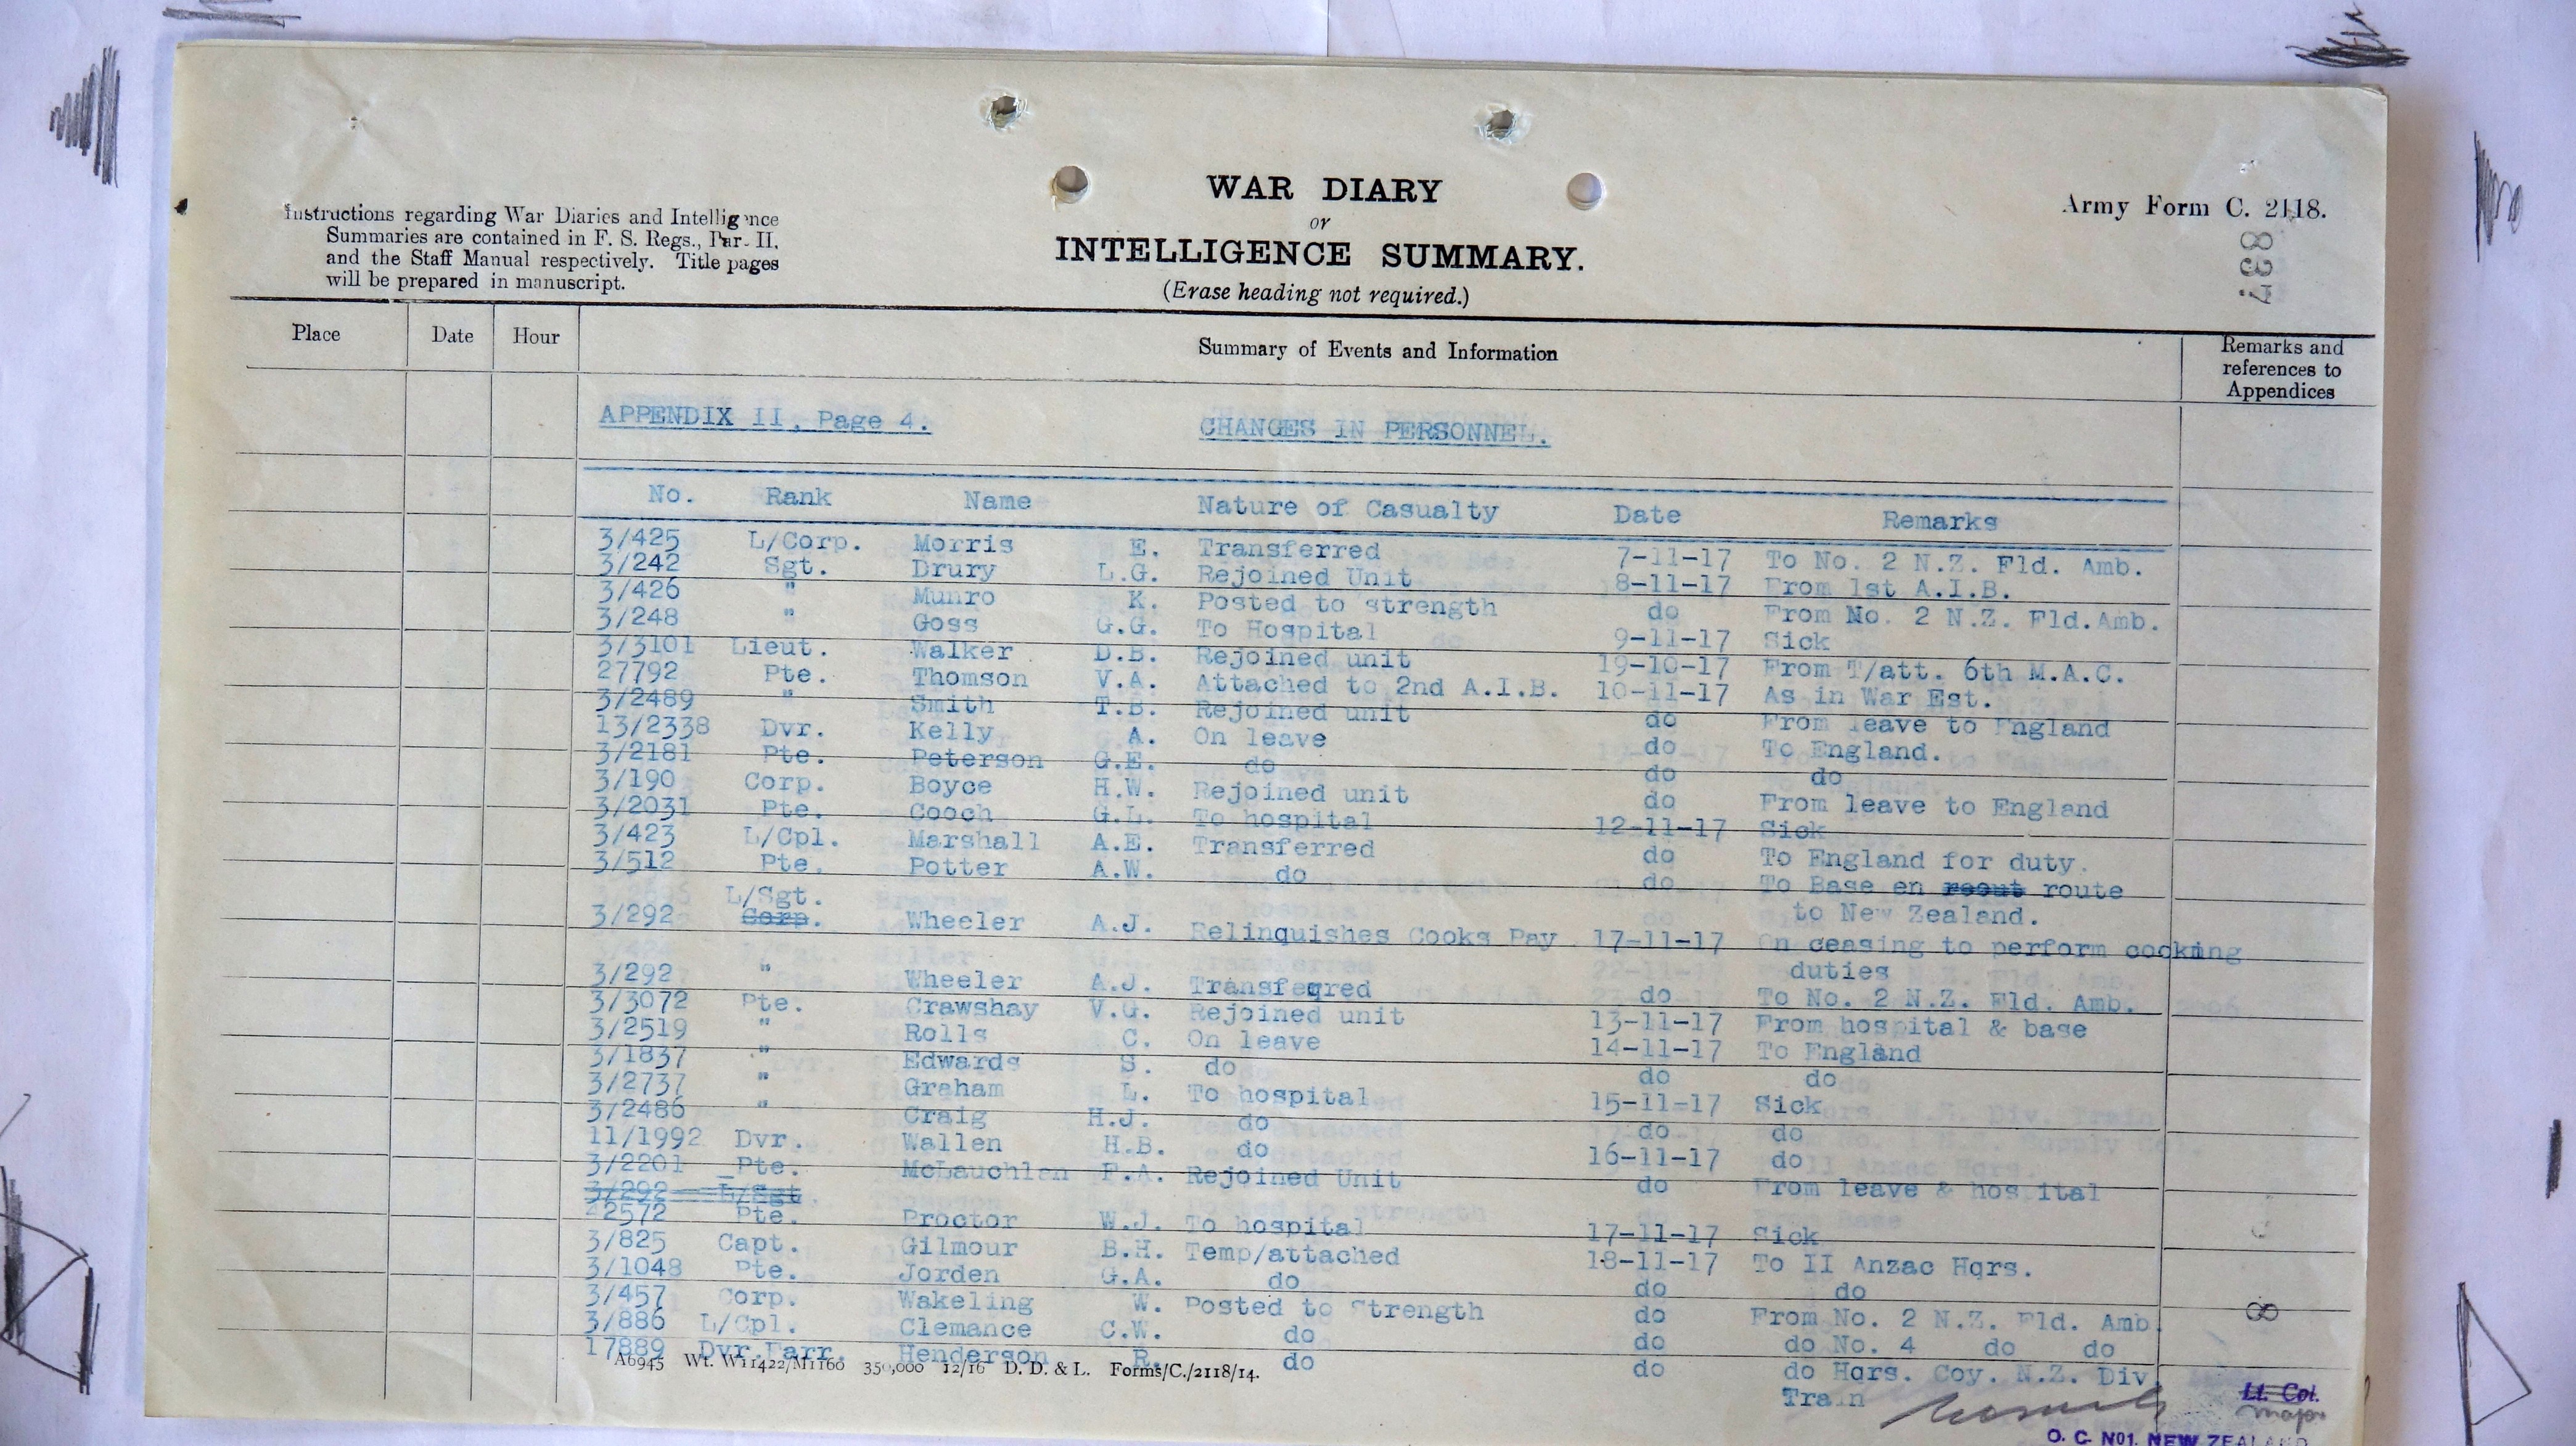 Instructions regarding War Diaries and Intelligence
Summaries are contained in F. S. Regs., Part II.
and the Staff Manual respectively. Title pages
will be prepared in manuscript.
WAR DIARY
or
INTELLIGENCE SUMMARY.
(Erase heading not required.)
Army Form C. 2118.
837
Place Date Hour Summary of Events and Information Remarks and
references to
Appendices
APPENDIX II, Page 4. CHANGES IN PERSONNEL.
No. Rank Name Nature of Casualty Date Remarks
3/425 L/Corp. Morris E. Transferred 7-11-17 To No. 2 N.Z. Fld. Amb.
3/242 Sgt. Drury L.G. Rejoined Unit 8-11-17 From 1st A.I.B.
3/426 " Munro K. Posted to strength do From No. 2 N.Z. Fld.Amb.
3/248 " Goss G.G. To Hospital 9-11-17 Sick
3/3101 Lieut. Walker D.B. Rejoined unit 19-10-17 From T/att. 6th M.A.C.
27792 Pte. Thomson V.A. Attached to 2nd A.I.B. 10-11-17 As in War Est.
3/2489 " Smith T.B. Rejoined unit do From leave to England
13/2338 Dvr. Kelly A. On leave do To England.
3/2181 Pte. Peterson G.E. do do do
3/190 Corp. Boyce H.W. Rejoined unit do From leave to England
3/2031 Pte. Cooch G.L. To hospital 12-11-17 Sick
3/423 L/Cpl. Marshall A.E. Transferred do To England for duty.
3/512 Pte. Potter A.W. do do To Base en reout route
to New Zealand.
L/Sgt.
3/292 Corp. Wheeler A.J. Relinquishes Cooks Pay 17-11-17 On ceasing to perform cooking
duties
3/292 " Wheeler A.J. Transferred do To No. 2 N.Z. Fld. Amb.
3/3072 Pte. Crawshay V.G. Rejoined unit 13-11-17 From hospital & base
3/2519 " Rolls C. On leave 14-11-17 To England
3/1837 " Edwards S. do do do
3/2737 " Graham L. To hospital 15-11-17 Sick
3/2486 " Craig H.J. do do do
11/1992 Dvr. Wallen H.B. do 16-11-17 do
3/2201 Pte. McLauchlan P.A. Rejoined Unit do From leave & hospital
3/292 L/Sgt
42572 Pte. Proctor W.J. To hospital 17-11-17 Sick
3/825 Capt. Gilmour B.H. Temp/attached 18-11-17 To II Anzac Hqrs.
3/1048 Pte. Jorden G.A. do do do
3/457 Corp. Wakeling W. Posted to Strength do From No. 2 N.Z. Fld. Amb
3/886 L/Cpl. Clemance C.W. do do do No. 4 do do
17889 Dvr.Farr. Henderson R. do do do Hqrs. Coy. N.Z. Div
Train
A6945 Wt. W11422/M1160 350,000 12/16 D. D. & L. Forms/C./2118/14.
8
Lt. Col.
Major
O. C. No1. NEW ZEALAND